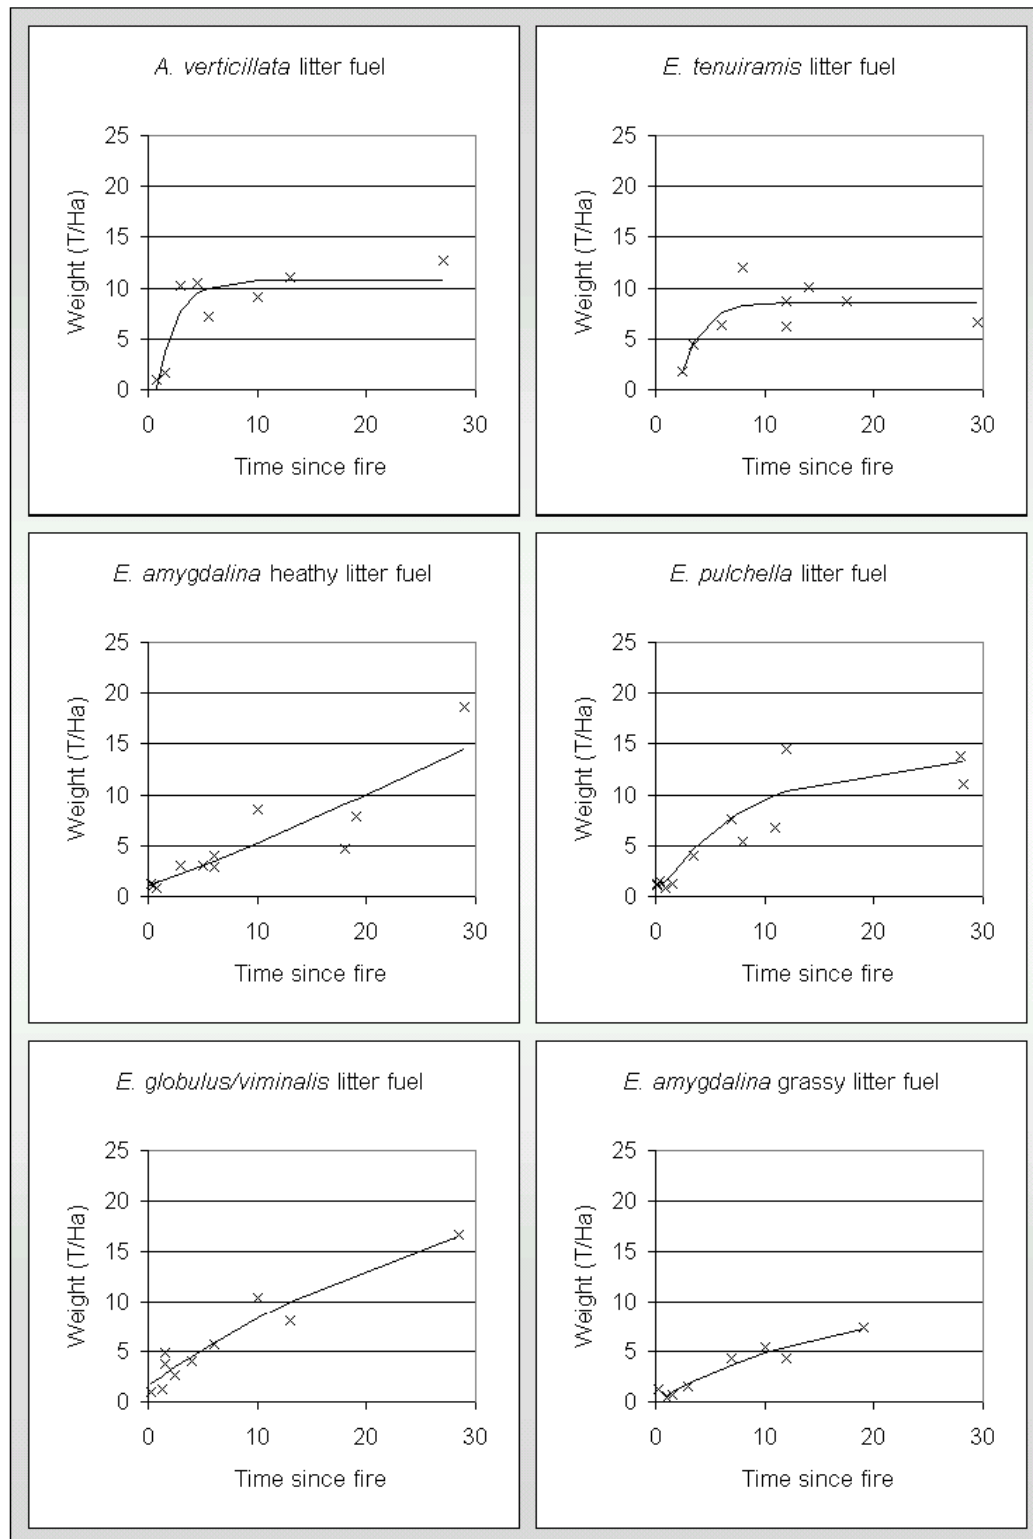 A. verticillata litter fuel
Weight (T/Ha)
25
20
15
10
5
0
0 10 20 30
Time since fire
E. tenuiramis litter fuel
Weight (T/Ha)
25
20
15
10
5
0
0 10 20 30
Time since fire
E. amygdalina heathy litter fuel
Weight (T/Ha)
25
20
15
10
5
0
0 10 20 30
Time since fire
E. pulchella litter fuel
Weight (T/Ha)
25
20
15
10
5
0
0 10 20 30
Time since fire
E. globulus/viminalis litter fuel
Weight (T/Ha)
25
20
15
10
5
0
0 10 20 30
Time since fire
E. amygdalina grassy litter fuel
Weight (T/Ha)
25
20
15
10
5
0
0 10 20 30
Time since fire